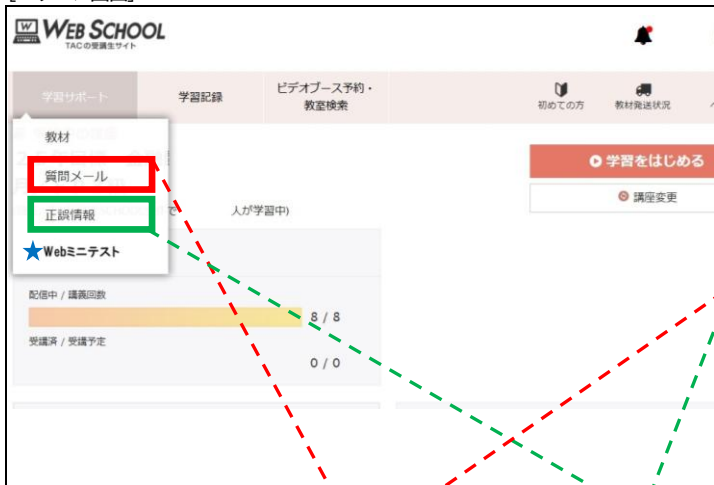 WEB SCHOOL
TACの受講生サイト
学習サポート
学習記録
ビデオブース予約・
教室検索
初めての方
教材発送状況
教材
質問メール
正誤情報
★Webミニテスト
で
人が学習中)
学習をはじめる
講座変更
配信中 / 講義回数
8 / 8
受講済 / 受講予定
0 / 0